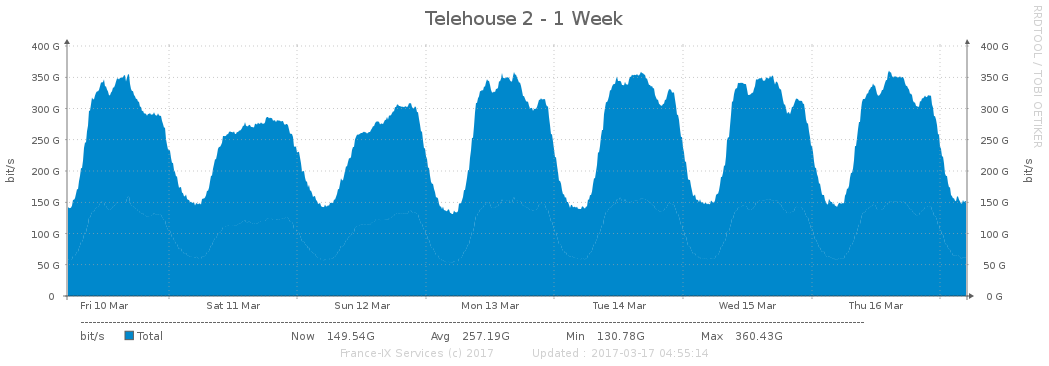 Telehouse 2 - 1 Week
RRDTOOL / TOBI OETIKER
400 G 400 G
350 G 350 G
300 G 300 G
250 G 250 G
200 G 200 G
150 G 150 G
100 G 100 G
50 G 50 G
0 0 G
bit/s bit/s
Fri 10 Mar Sat 11 Mar Sun 12 Mar Mon 13 Mar Tue 14 Mar Wed 15 Mar Thu 16 Mar
bit/s Total Now 149.54G Avg 257.19G Min 130.78G Max 360.43G
France-IX Services (c) 2017 Updated : 2017-03-17 04:55:14